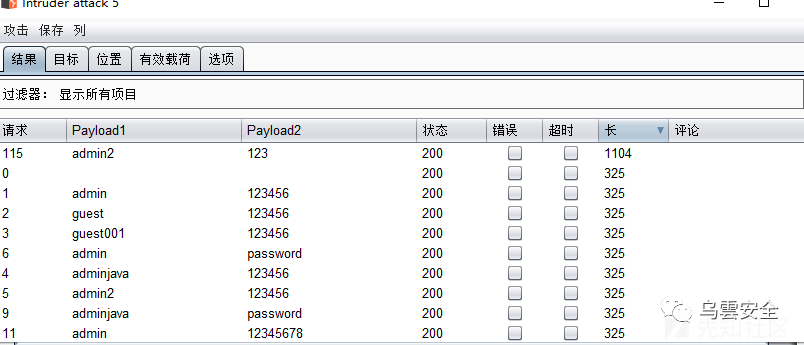 Intruder attack 5
攻击 保存 列
结果 目标 位置 有效载荷 选项
过滤器： 显示所有项目
请求 Payload1 Payload2 状态 错误 超时 长 评论
115 admin2 123 200 1104
0 200 325
1 admin 123456 200 325
2 guest 123456 200 325
3 guest001 123456 200 325
6 admin password 200 325
4 adminjava 123456 200 325
5 admin2 123456 200 325
9 adminjava password 200 325
11 admin 12345678 200 325
乌雲安全
先知社区